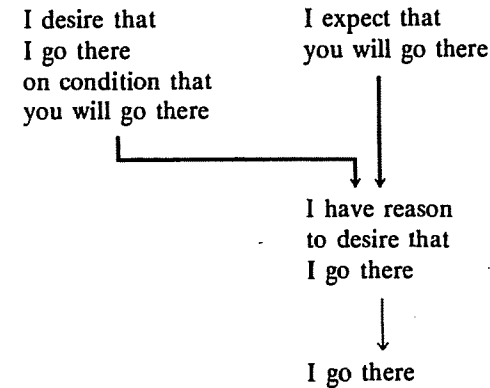 I desire that
I go there
on condition that
you will go there
I expect that
you will go there
I have reason
to desire that
I go there
I go there